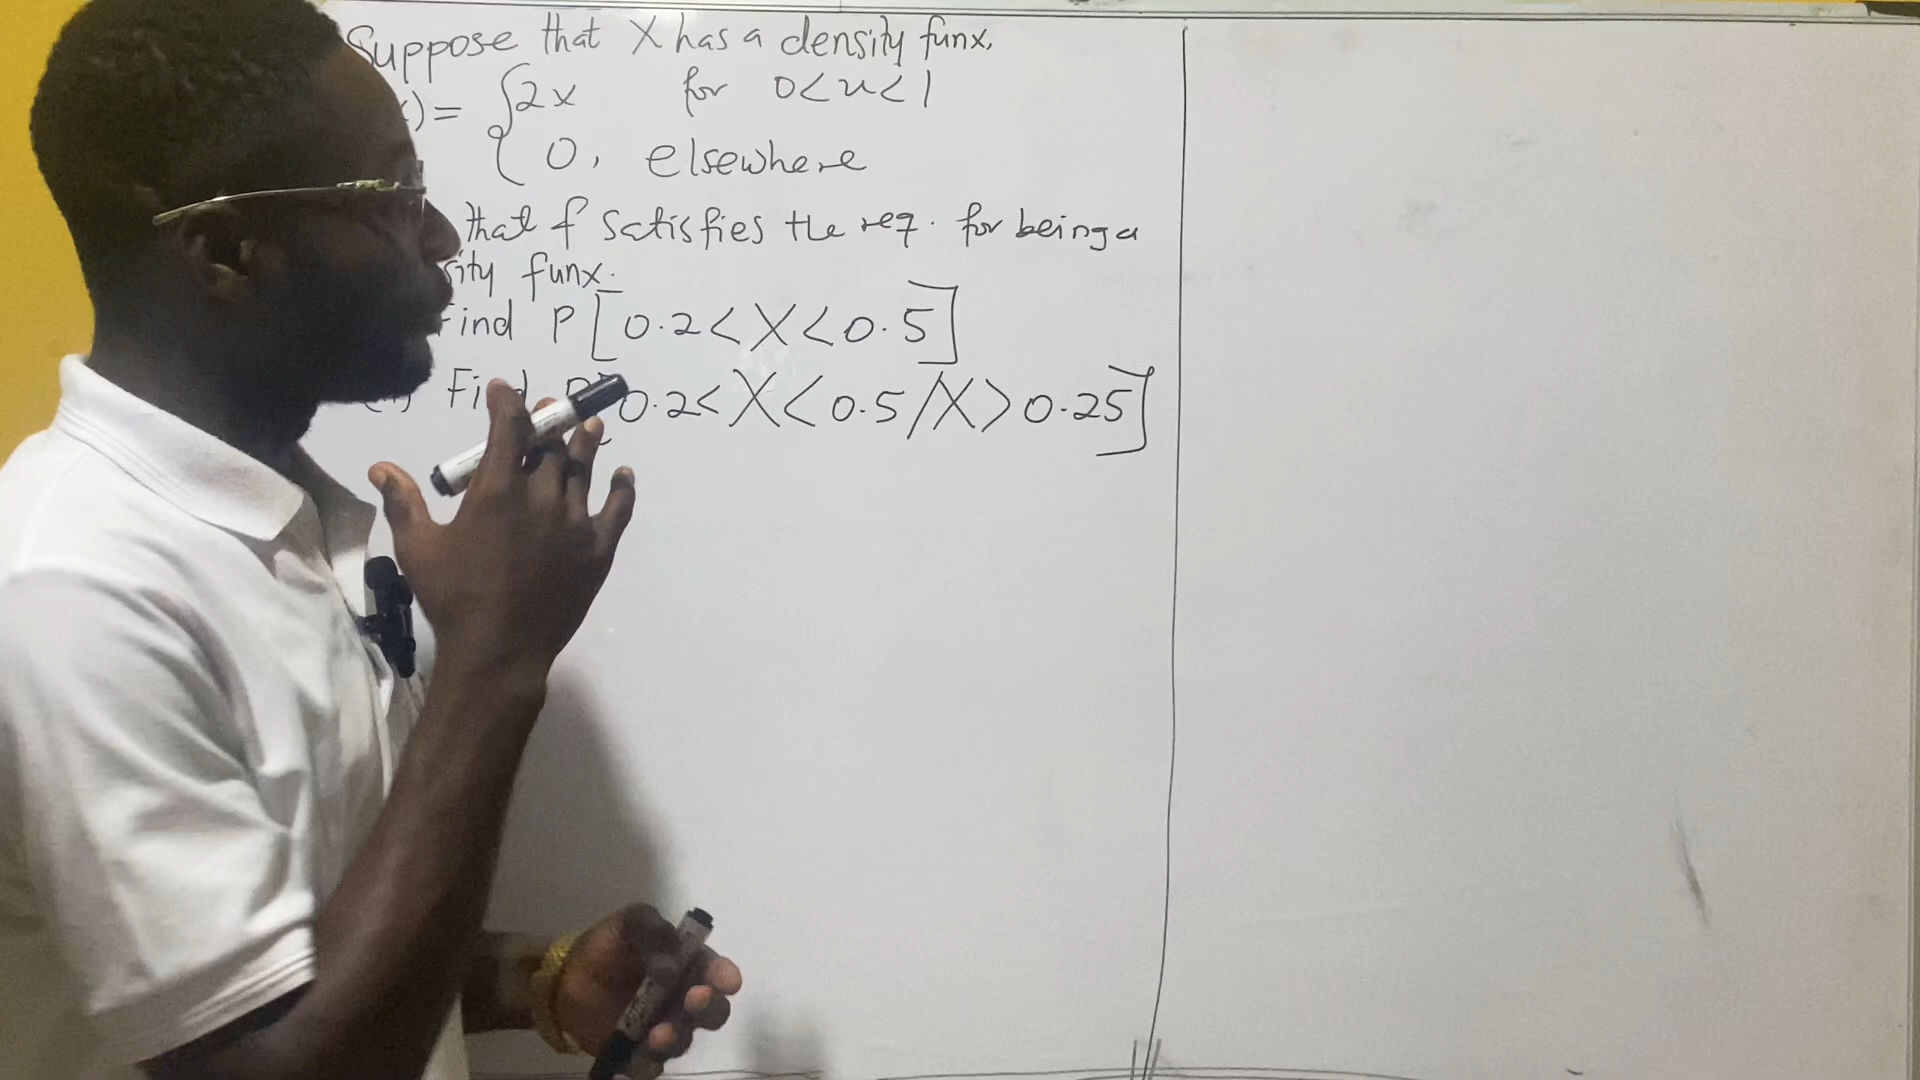 Suppose that X has a density funx.
)= {2x for 0<x<1
0, elsewhere
that f satisfies the req. for being a
sity funx.
Find P[0.2<X<0.5]
Find P[0.2<X<0.5/X>0.25]